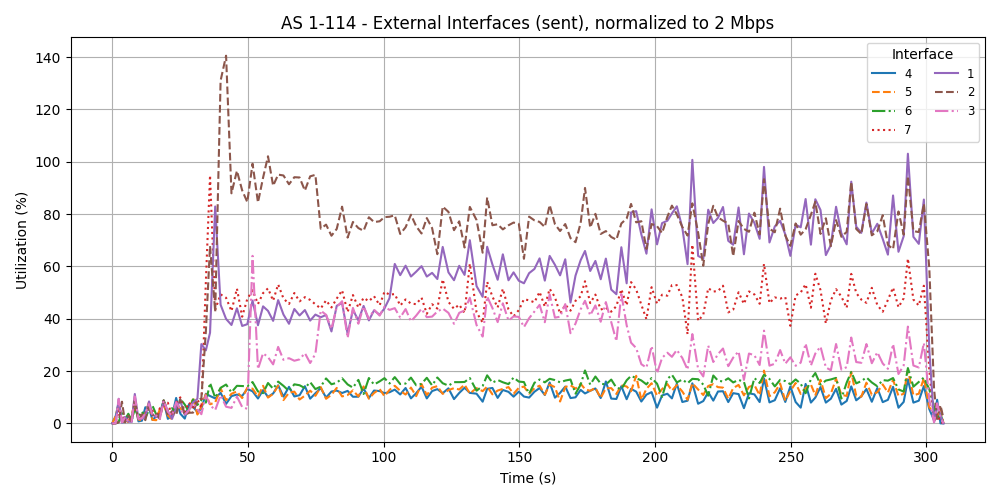 AS 1-114 - External Interfaces (sent), normalized to 2 Mbps
Utilization (%)
140
120
100
80
60
40
20
0
0 50 100 150 200 250 300
Time (s)
Interface
4 1
5 2
6 3
7